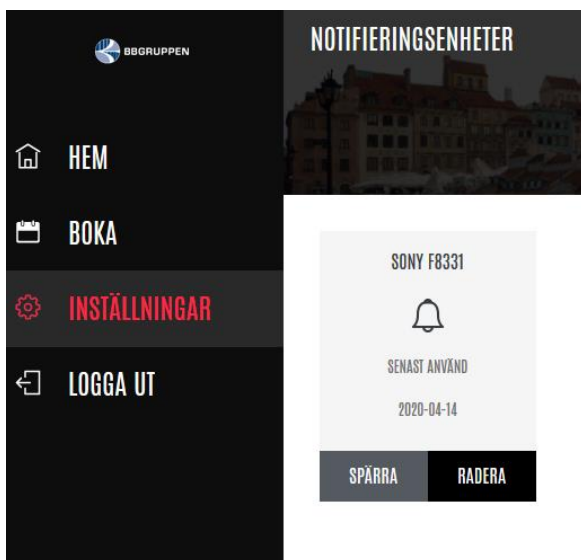 BBGRUPPEN
HEM
BOKA
INSTÄLLNINGAR
LOGGA UT
NOTIFIERINGSENHETER
SONY F8331
SENAST ANVÄND
2020-04-14
SPÄRRA
RADERA